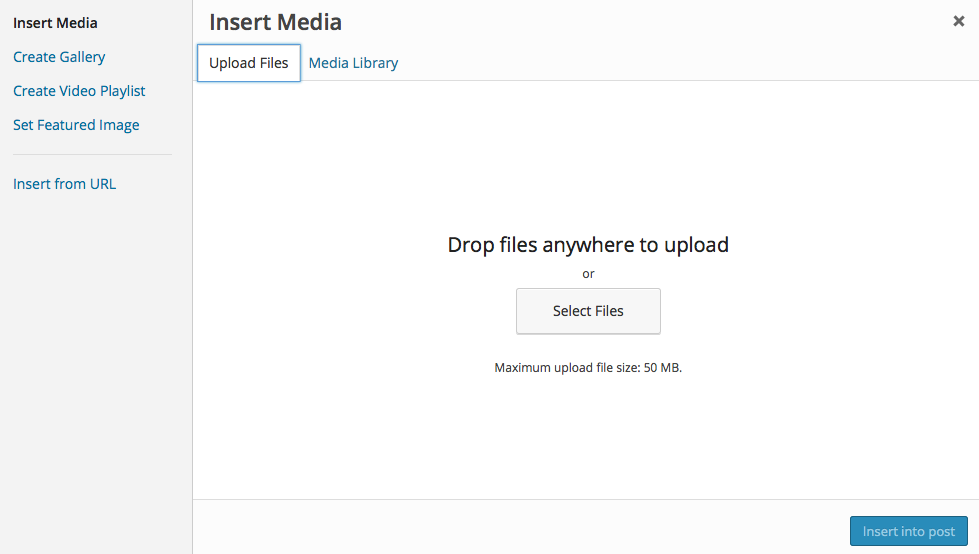 Insert Media
Create Gallery
Create Video Playlist
Set Featured Image
Insert from URL
Insert Media
Upload Files
Media Library
Drop files anywhere to upload
or
Select Files
Maximum upload file size: 50 MB.
Insert into post